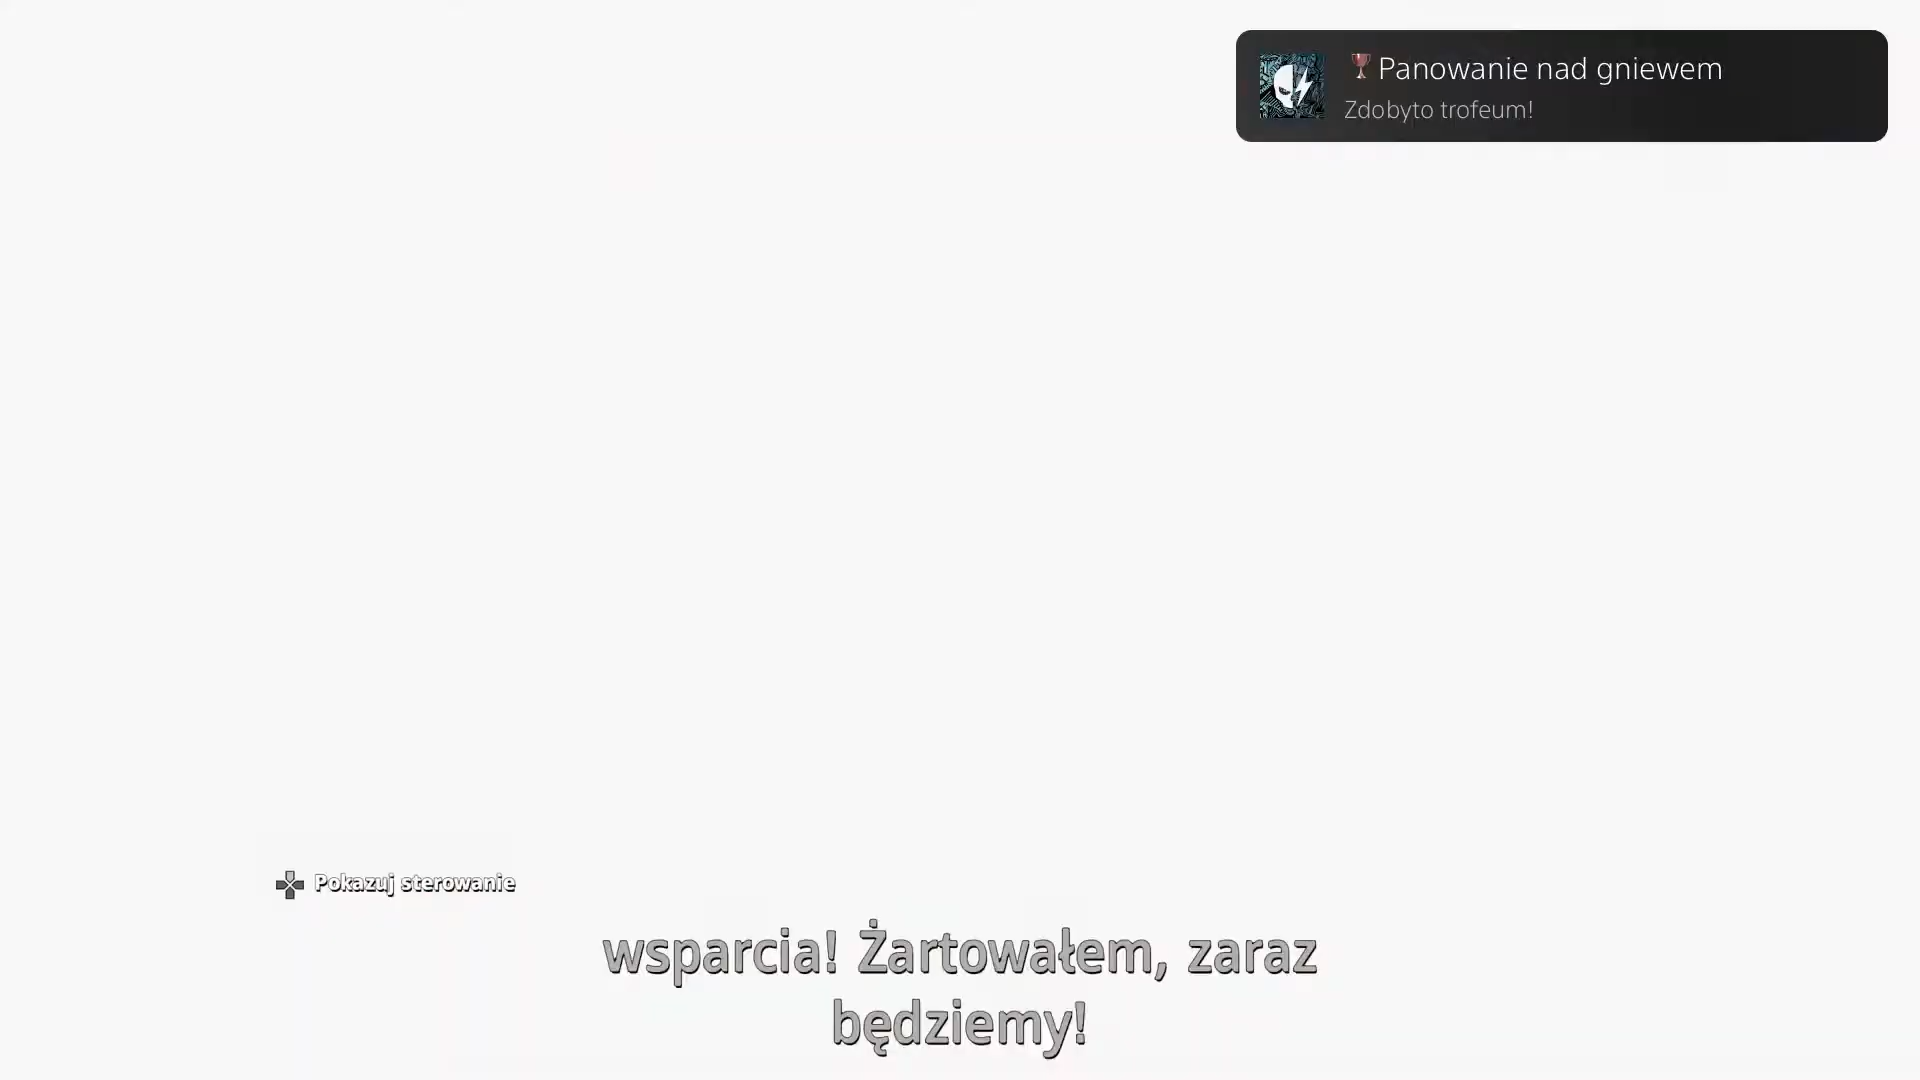 Panowanie nad gniewem
Zdobyto trofeum!
Pokazuj sterowanie
wsparcia! Żartowałem, zaraz
będziemy!